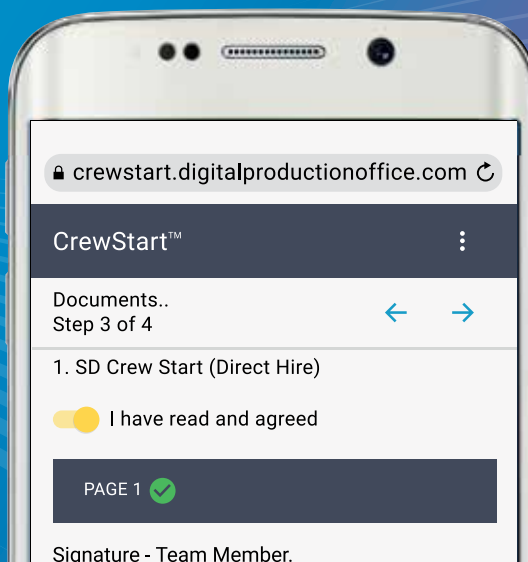 crewstart.digitalproductionoffice.com
CrewStart™
Documents..
Step 3 of 4
1. SD Crew Start (Direct Hire)
I have read and agreed
PAGE 1
Signature - Team Member.